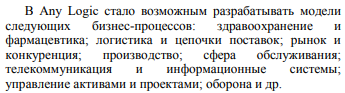 В Any Logic стало возможным разрабатывать модели
следующих бизнес-процессов: здравоохранение и
фармацевтика; логистика и цепочки поставок; рынок и
конкуренция; производство; сфера обслуживания;
телекоммуникация и информационные системы;
управление активами и проектами; оборона и др.